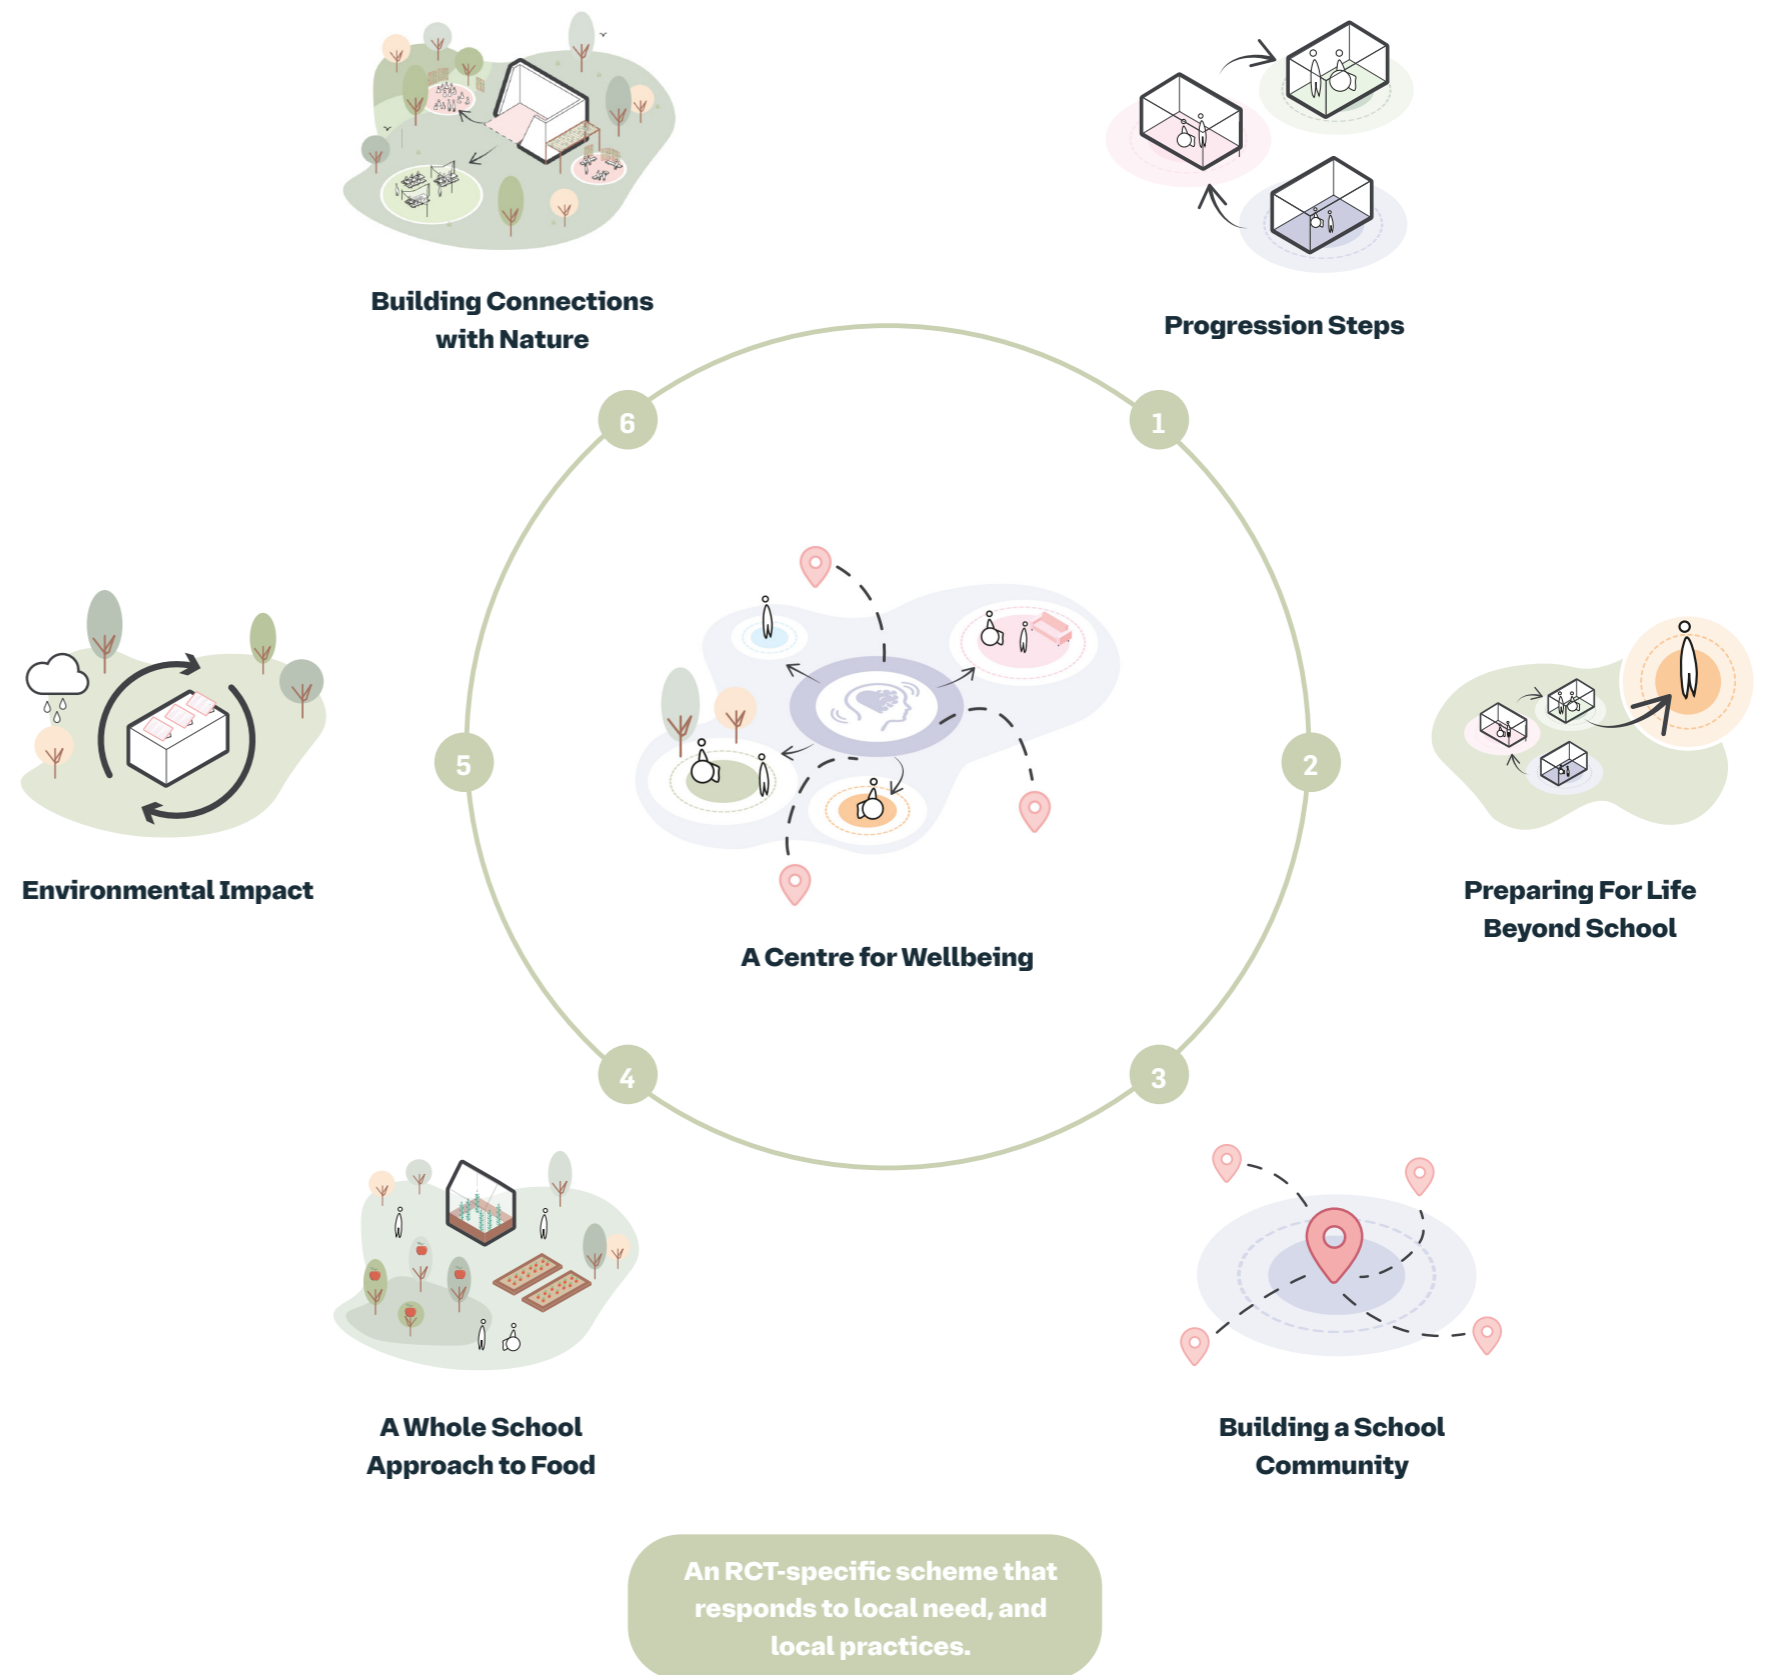 Building Connections
with Nature
Progression Steps
6
1
5
2
Environmental Impact
Preparing For Life
Beyond School
A Centre for Wellbeing
4
3
A Whole School
Approach to Food
Building a School
Community
An RCT-specific scheme that
responds to local need, and
local practices.